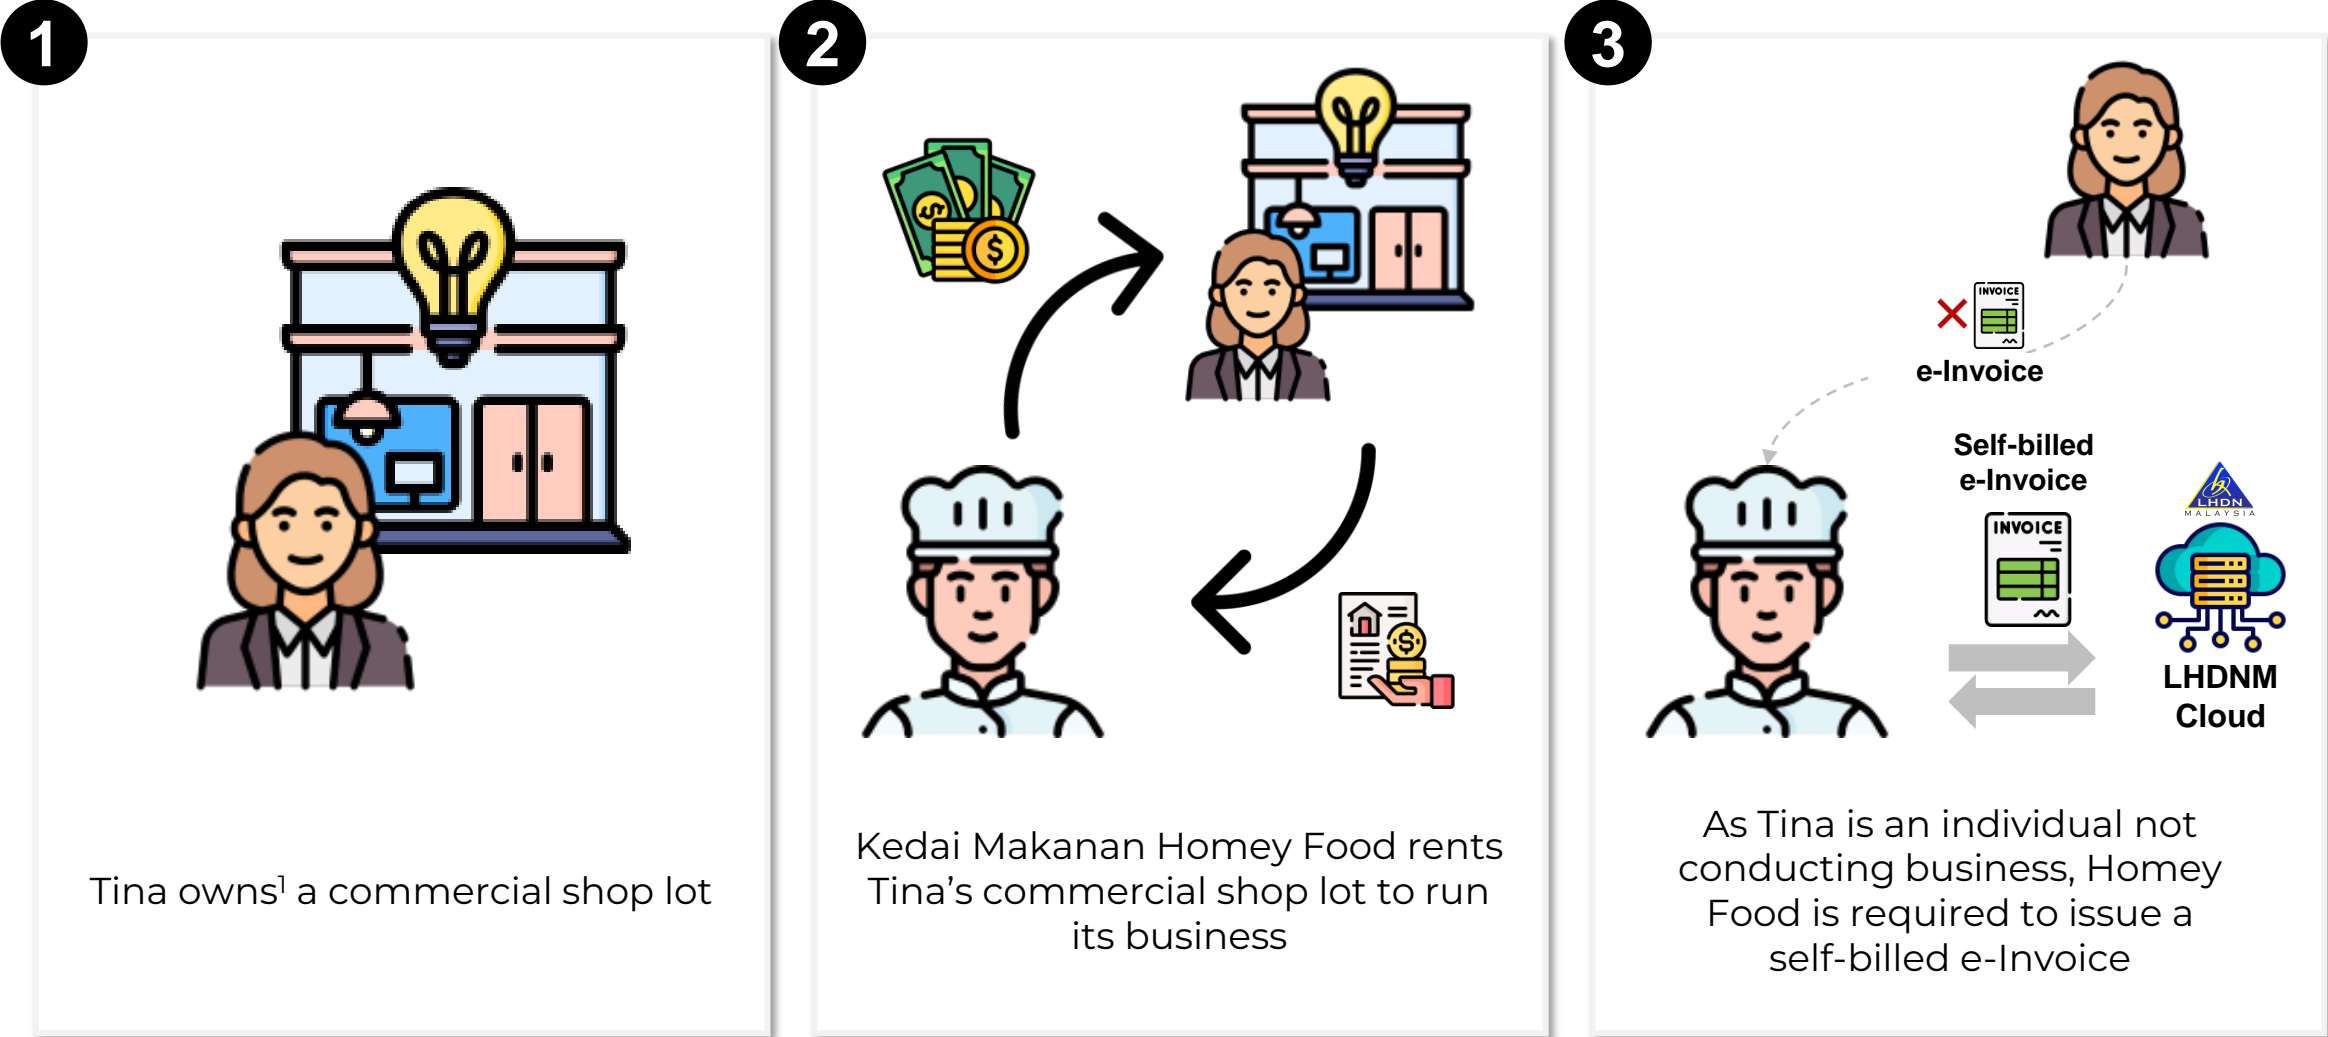 1
Tina owns¹ a commercial shop lot
2
Kedai Makanan Homey Food rents
Tina’s commercial shop lot to run
its business
3
INVOICE
e-Invoice
Self-billed
e-Invoice
INVOICE
LHDN
MALAYSIA
LHDNM
Cloud
As Tina is an individual not
conducting business, Homey
Food is required to issue a
self-billed e-Invoice